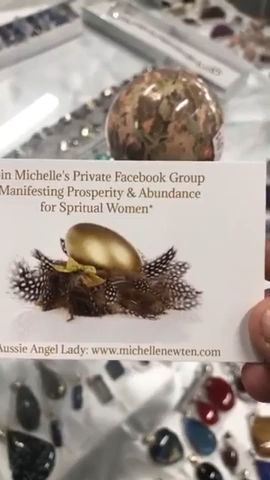 in Michelle's Private Facebook Group
Manifesting Prosperity & Abundance
for Spritual Women*
Aussie Angel Lady: www.michellenewten.com